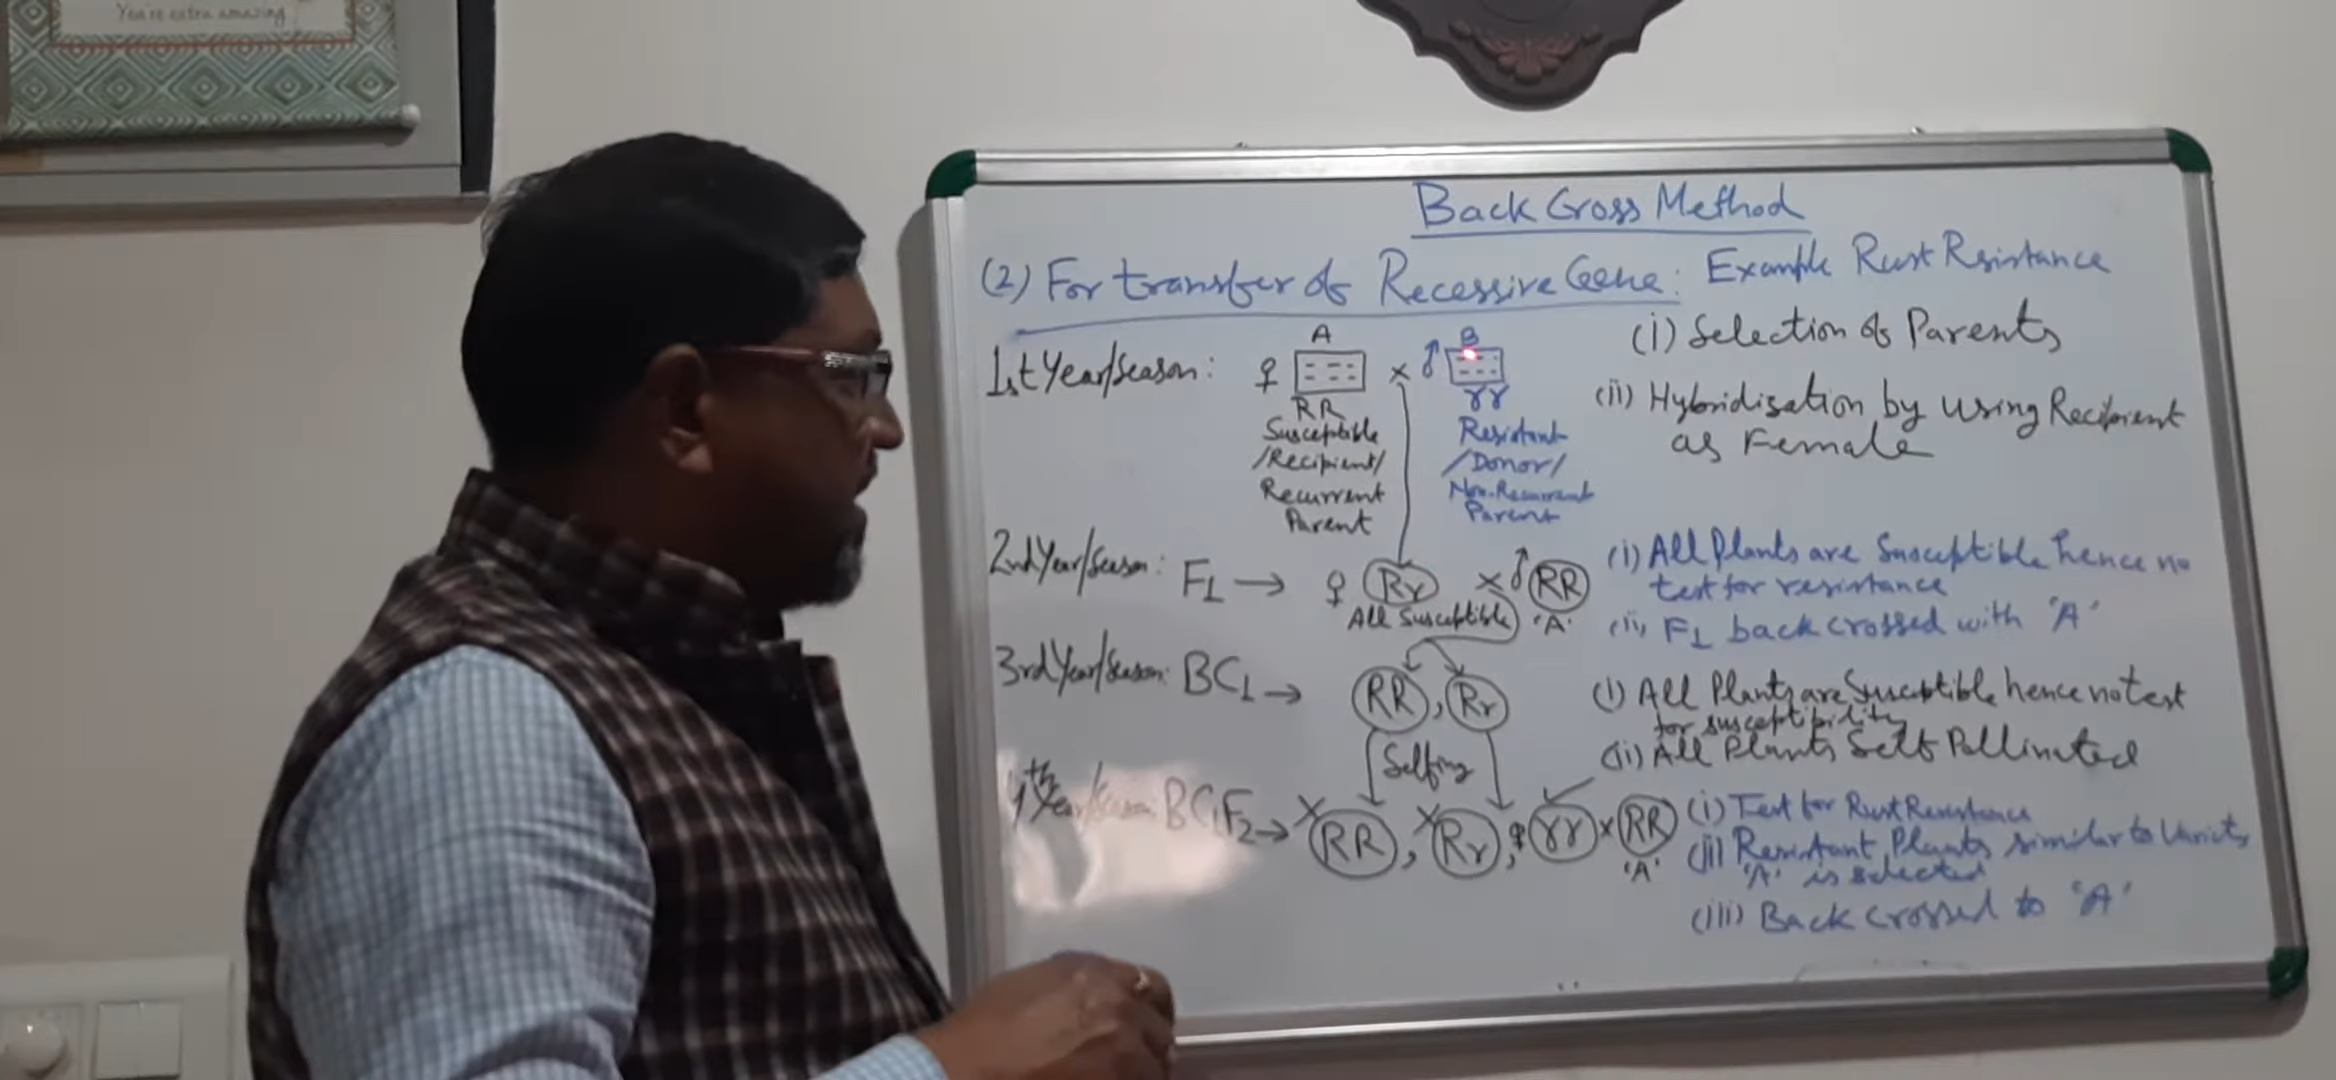 You're extra amazing
Back Cross Method
(2) For transfer of Recessive Gene: Example Rust Resistance
1st Year/Season: ♀ A × ♂ B
RR rr
Susceptible Resistant
/Recipient/ /Donor/
Recurrent Non-Recurrent
Parent Parent
(i) Selection of Parents
(ii) Hybridisation by using Recipient
as Female
2nd Year/Season: F1 → ♀ Rr × ♂ RR
All Susceptible 'A'
(i) All Plants are Susceptible hence no
test for resistance
(ii) F1 back crossed with 'A'
3rd Year/Season: BC1 → RR, Rr
Selfing
(i) All Plants are Susceptible hence no test
for susceptibility
(ii) All Plants Self Pollinated
4th Year/Season: BC1F2 → RR, Rr, ♀ rr × RR
'A'
(i) Test for Rust Resistance
(ii) Resistant Plants similar to Variety
'A' is selected
(iii) Back crossed to 'A'